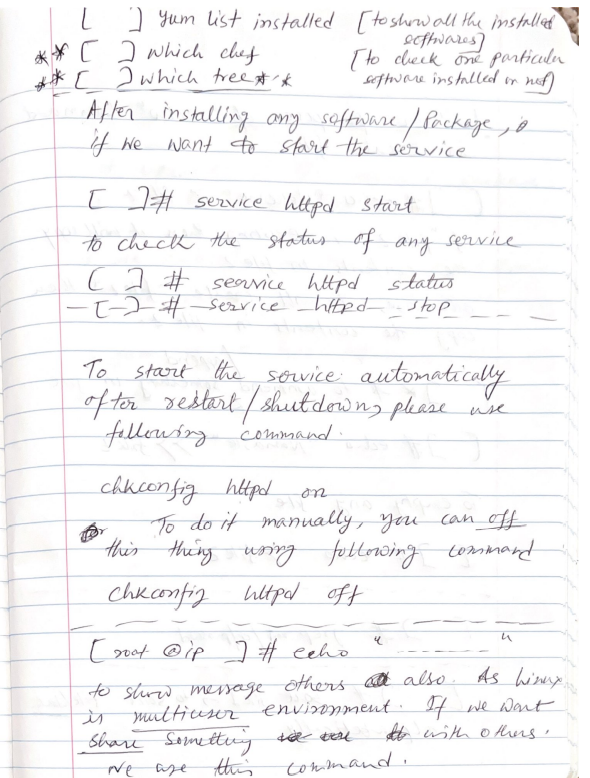 [ ] yum list installed [to show all the installed
softwares]
** [ ] which chef [to check one particular
software installed or not]
** [ ] which tree **
After installing any software/Package,
if we want to start the service
[ ]# service httpd start
to check the status of any service
[ ] # service httpd status
[ ] # service httpd stop
To start the service automatically
after restart/shutdown, please use
following command.
chkconfig httpd on
To do it manually, you can off
this thing using following command
chkconfig httpd off
[root @ip ] # echo " ------- "
to show message others also. As Linux
is multiuser environment. If we want
share something with others.
we use this command.